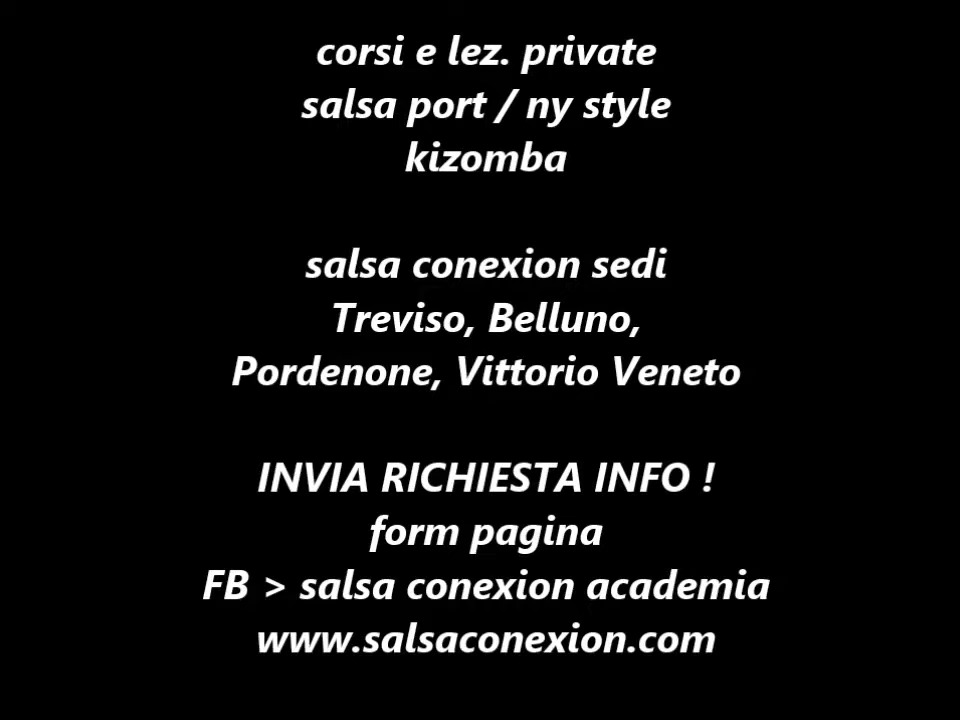 corsi e lez. private
salsa port / ny style
kizomba
salsa conexion sedi
Treviso, Belluno,
Pordenone, Vittorio Veneto
INVIA RICHIESTA INFO !
form pagina
FB > salsa conexion academia
www.salsaconexion.com